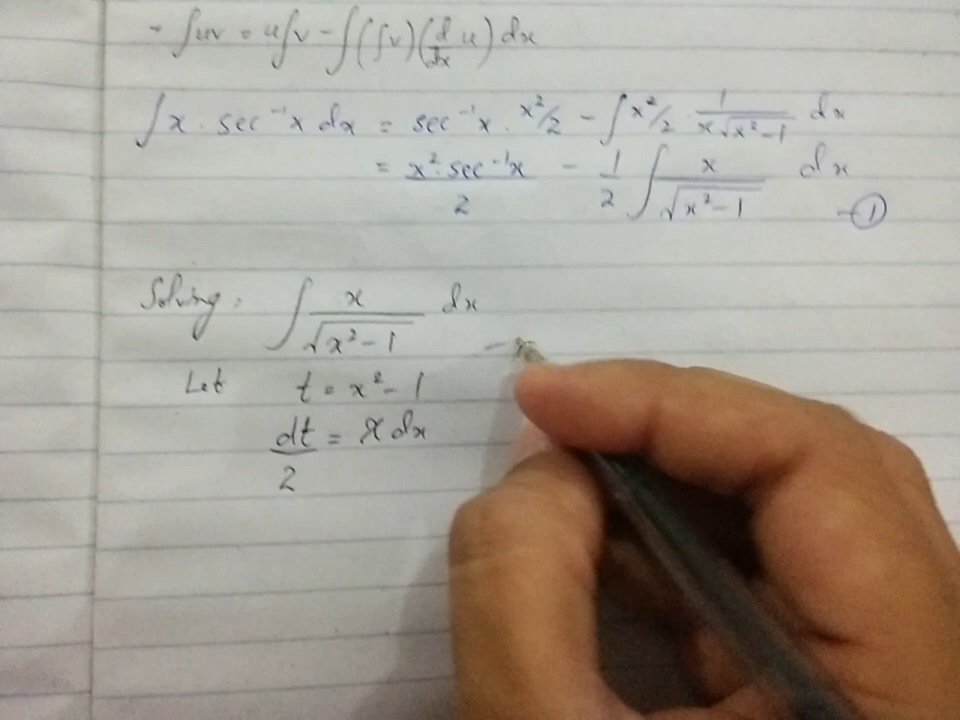 - ∫uv = u∫v - ∫(∫v)(d/dx u) dx
∫x . sec⁻¹x dx = sec⁻¹x . x²/2 - ∫x²/2 . 1/(x√(x²-1)) dx
= x².sec⁻¹x/2 - 1/2 ∫ x/√(x²-1) dx -①
Solving: ∫ x/√(x²-1) dx
Let t = x²-1
dt/2 = x dx